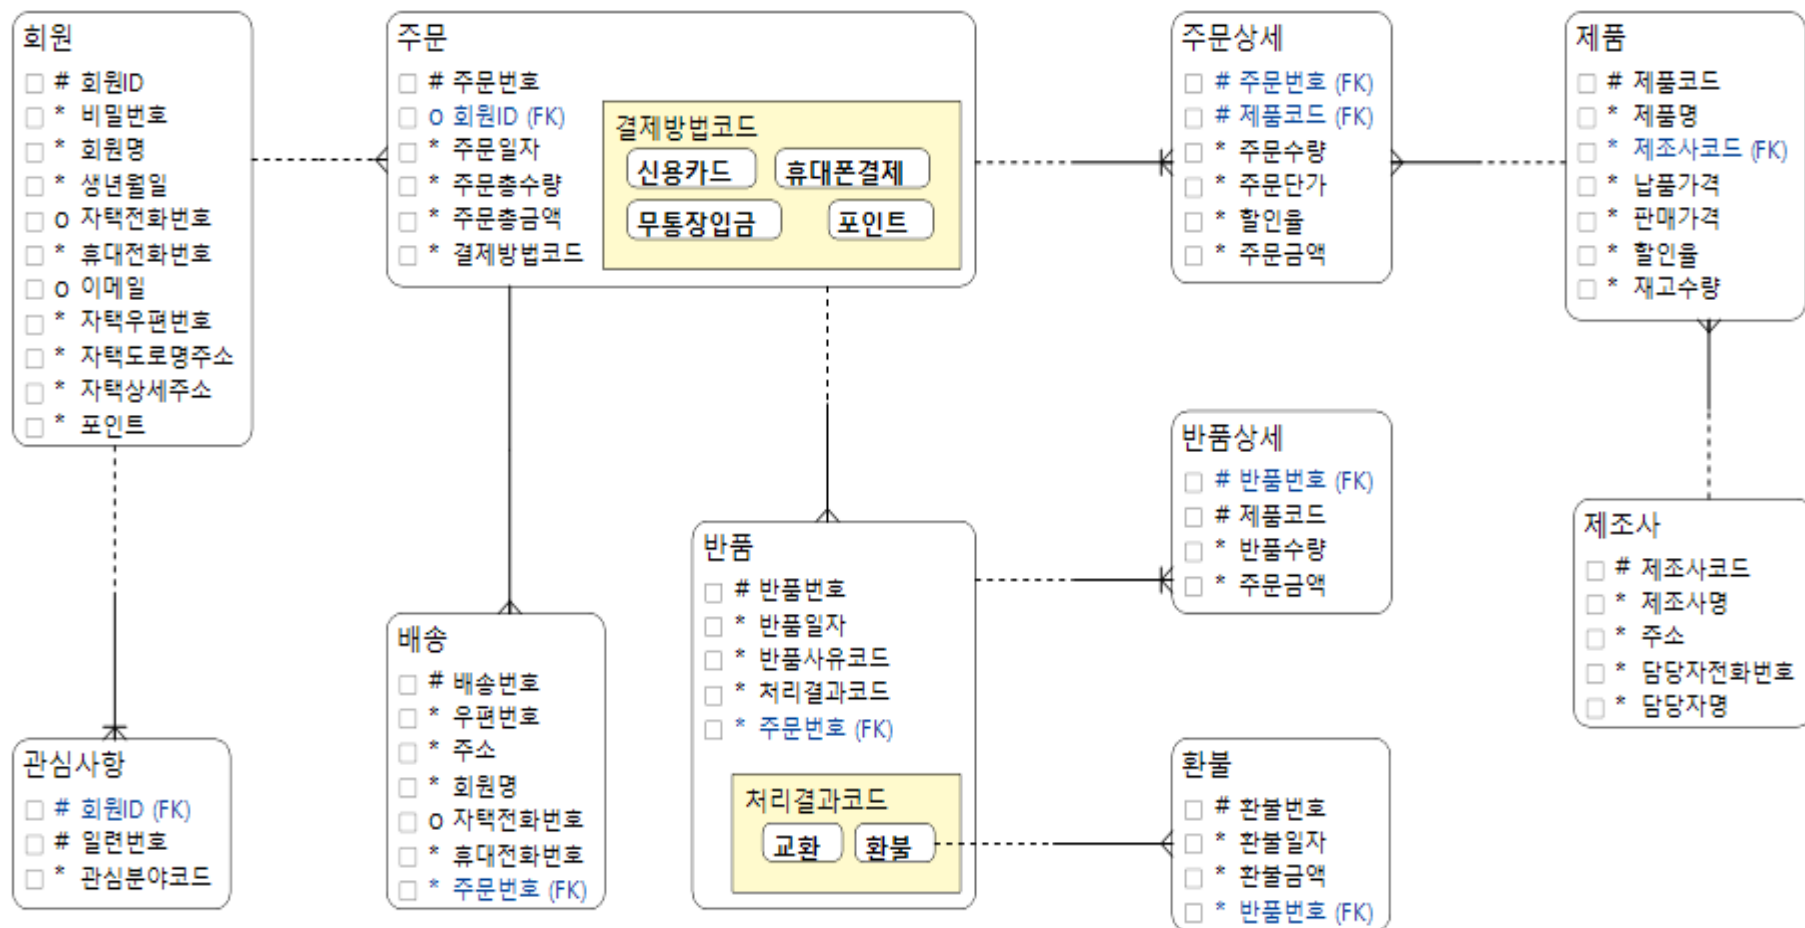 회원
# 회원ID
* 비밀번호
* 회원명
* 생년월일
o 자택전화번호
* 휴대전화번호
o 이메일
* 자택우편번호
* 자택도로명주소
* 자택상세주소
* 포인트
주문
# 주문번호
o 회원ID (FK)
* 주문일자
* 주문총수량
* 주문총금액
* 결제방법코드
결제방법코드
신용카드 휴대폰결제
무통장입금 포인트
주문상세
# 주문번호 (FK)
# 제품코드 (FK)
* 주문수량
* 주문단가
* 할인율
* 주문금액
제품
# 제품코드
* 제품명
* 제조사코드 (FK)
* 납품가격
* 판매가격
* 할인율
* 재고수량
관심사항
# 회원ID (FK)
# 일련번호
* 관심분야코드
배송
# 배송번호
* 우편번호
* 주소
* 회원명
o 자택전화번호
* 휴대전화번호
* 주문번호 (FK)
반품
# 반품번호
* 반품일자
* 반품사유코드
* 처리결과코드
* 주문번호 (FK)
처리결과코드
교환 환불
반품상세
# 반품번호 (FK)
# 제품코드
* 반품수량
* 주문금액
환불
# 환불번호
* 환불일자
* 환불금액
* 반품번호 (FK)
제조사
# 제조사코드
* 제조사명
* 주소
* 담당자전화번호
* 담당자명